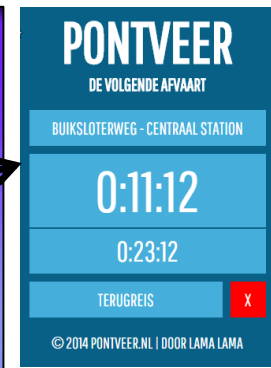 PONTVEER
DE VOLGENDE AFVAART
BUIKSLOTERWEG - CENTRAAL STATION
0:11:12
0:23:12
TERUGREIS X
© 2014 PONTVEER.NL | DOOR LAMA LAMA